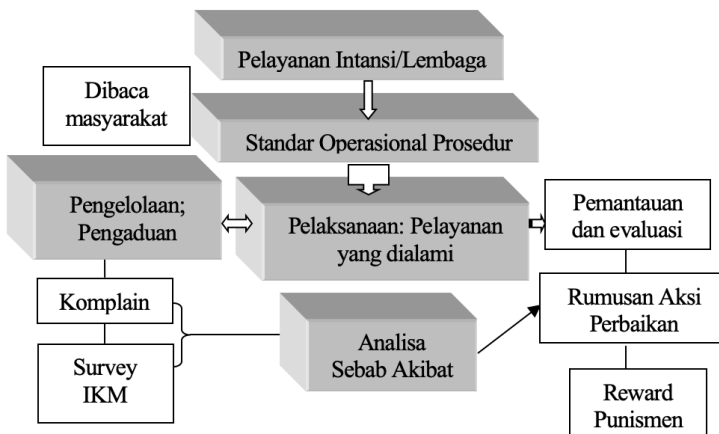 Pelayanan Intansi/Lembaga
Dibaca
masyarakat
Standar Operasional Prosedur
Pengelolaan;
Pengaduan
Pelaksanaan: Pelayanan
yang dialami
Pemantauan
dan evaluasi
Komplain
Rumusan Aksi
Perbaikan
Analisa
Sebab Akibat
Survey
IKM
Reward
Punismen